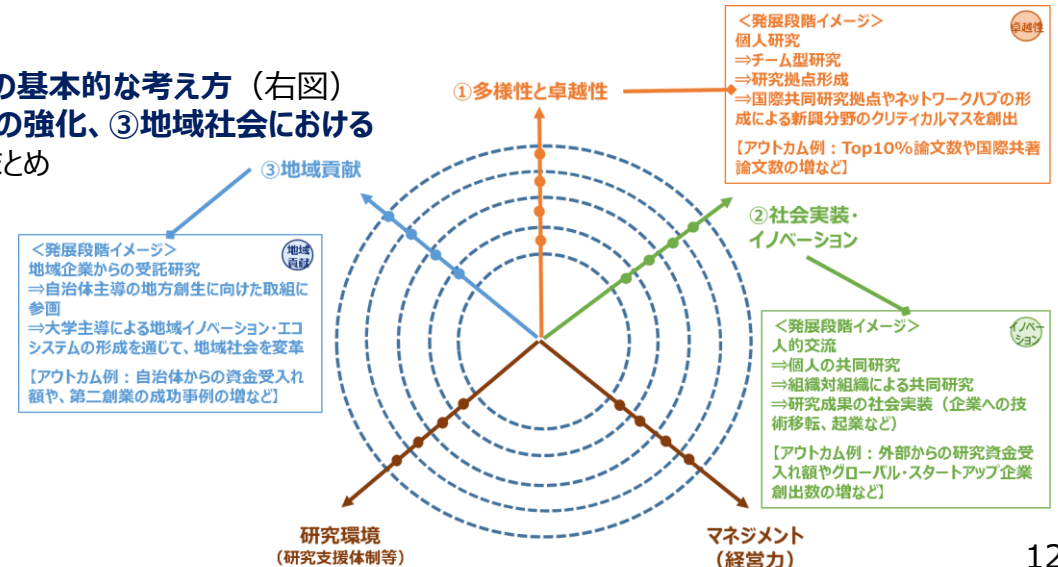 の基本的な考え方（右図）
の強化、③地域社会における
とめ
①多様性と卓越性
＜発展段階イメージ＞
卓越性
個人研究
⇒チーム型研究
⇒研究拠点形成
⇒国際共同研究拠点やネットワークハブの形
成による新興分野のクリティカルマスを創出
【アウトカム例：Top10%論文数や国際共著
論文数の増など】
③地域貢献
②社会実装・
イノベーション
＜発展段階イメージ＞
地域
貢献
地域企業からの受託研究
⇒自治体主導の地方創生に向けた取組に
参画
⇒大学主導による地域イノベーション・エコ
システムの形成を通じて、地域社会を変革
【アウトカム例：自治体からの資金受入れ
額や、第二創業の成功事例の増など】
＜発展段階イメージ＞
イノベー
ション
人的交流
⇒個人の共同研究
⇒組織対組織による共同研究
⇒研究成果の社会実装（企業への技
術移転、起業など）
【アウトカム例：外部からの研究資金受
入れ額やグローバル・スタートアップ企業
創出数の増など】
研究環境
（研究支援体制等）
マネジメント
（経営力）
12